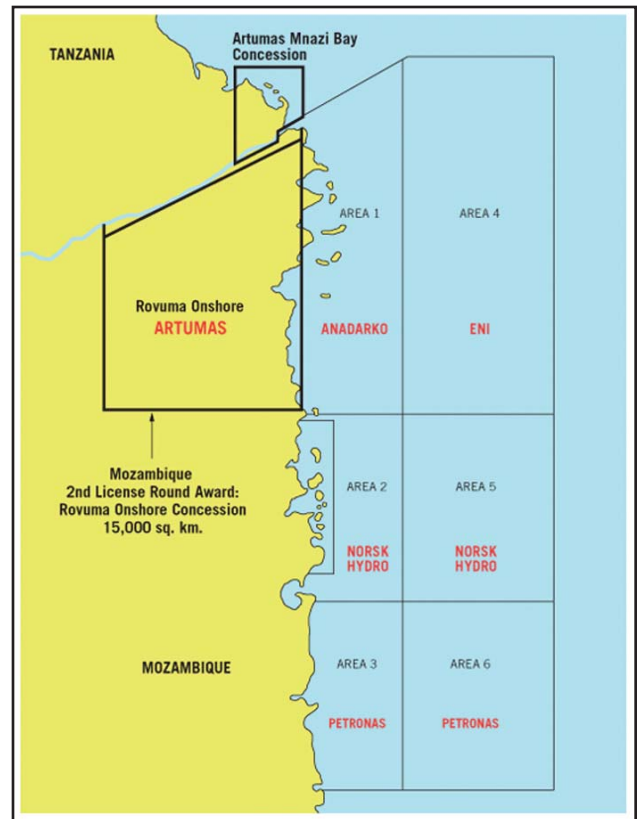 Artumas Mnazi Bay
Concession
TANZANIA
AREA 1
AREA 4
Rovuma Onshore
ARTUMAS
ANADARKO
ENI
Mozambique
2nd License Round Award:
Rovuma Onshore Concession
15,000 sq. km.
AREA 2
AREA 5
NORSK
HYDRO
NORSK
HYDRO
MOZAMBIQUE
AREA 3
AREA 6
PETRONAS
PETRONAS